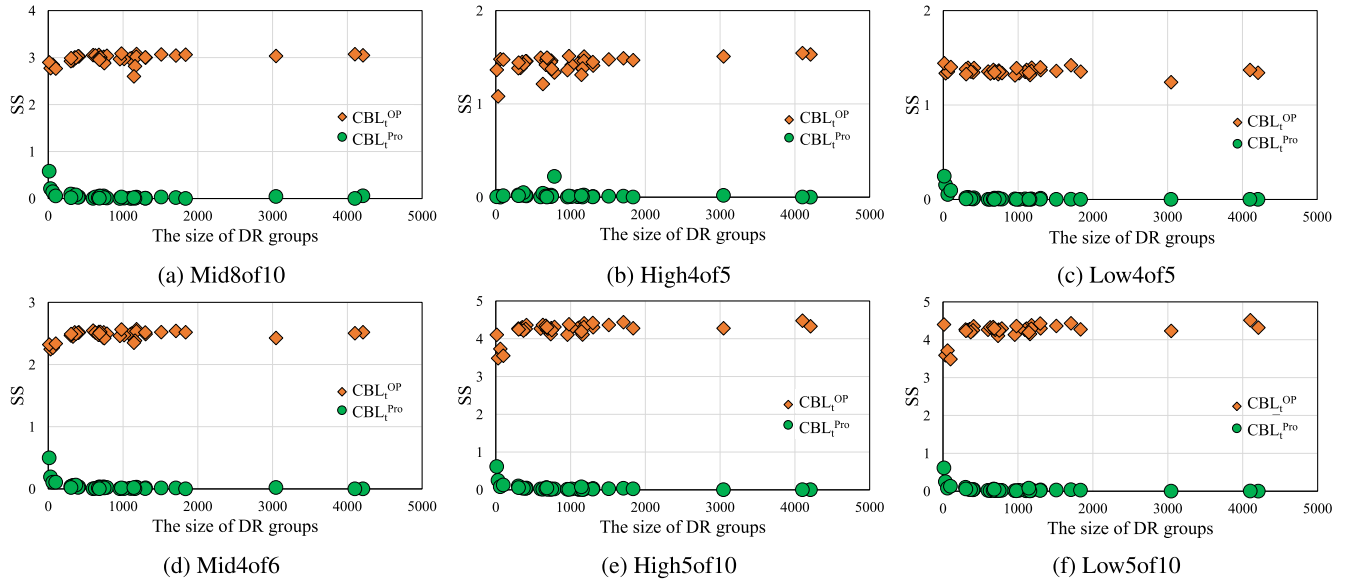 4
3
2
1
0
SS
0 1000 2000 3000 4000 5000
The size of DR groups
CBLtOP
CBLtPro
(a) Mid8of10
2
1
0
SS
0 1000 2000 3000 4000 5000
The size of DR groups
CBLtOP
CBLtPro
(b) High4of5
2
1
0
SS
0 1000 2000 3000 4000 5000
The size of DR groups
CBLtOP
CBLtPro
(c) Low4of5
3
2
1
0
SS
0 1000 2000 3000 4000 5000
The size of DR groups
CBLtOP
CBLtPro
(d) Mid4of6
5
4
3
2
1
0
SS
0 1000 2000 3000 4000 5000
The size of DR groups
CBLtOP
CBLtPro
(e) High5of10
5
4
3
2
1
0
SS
0 1000 2000 3000 4000 5000
The size of DR groups
CBLtOP
CBLtPro
(f) Low5of10